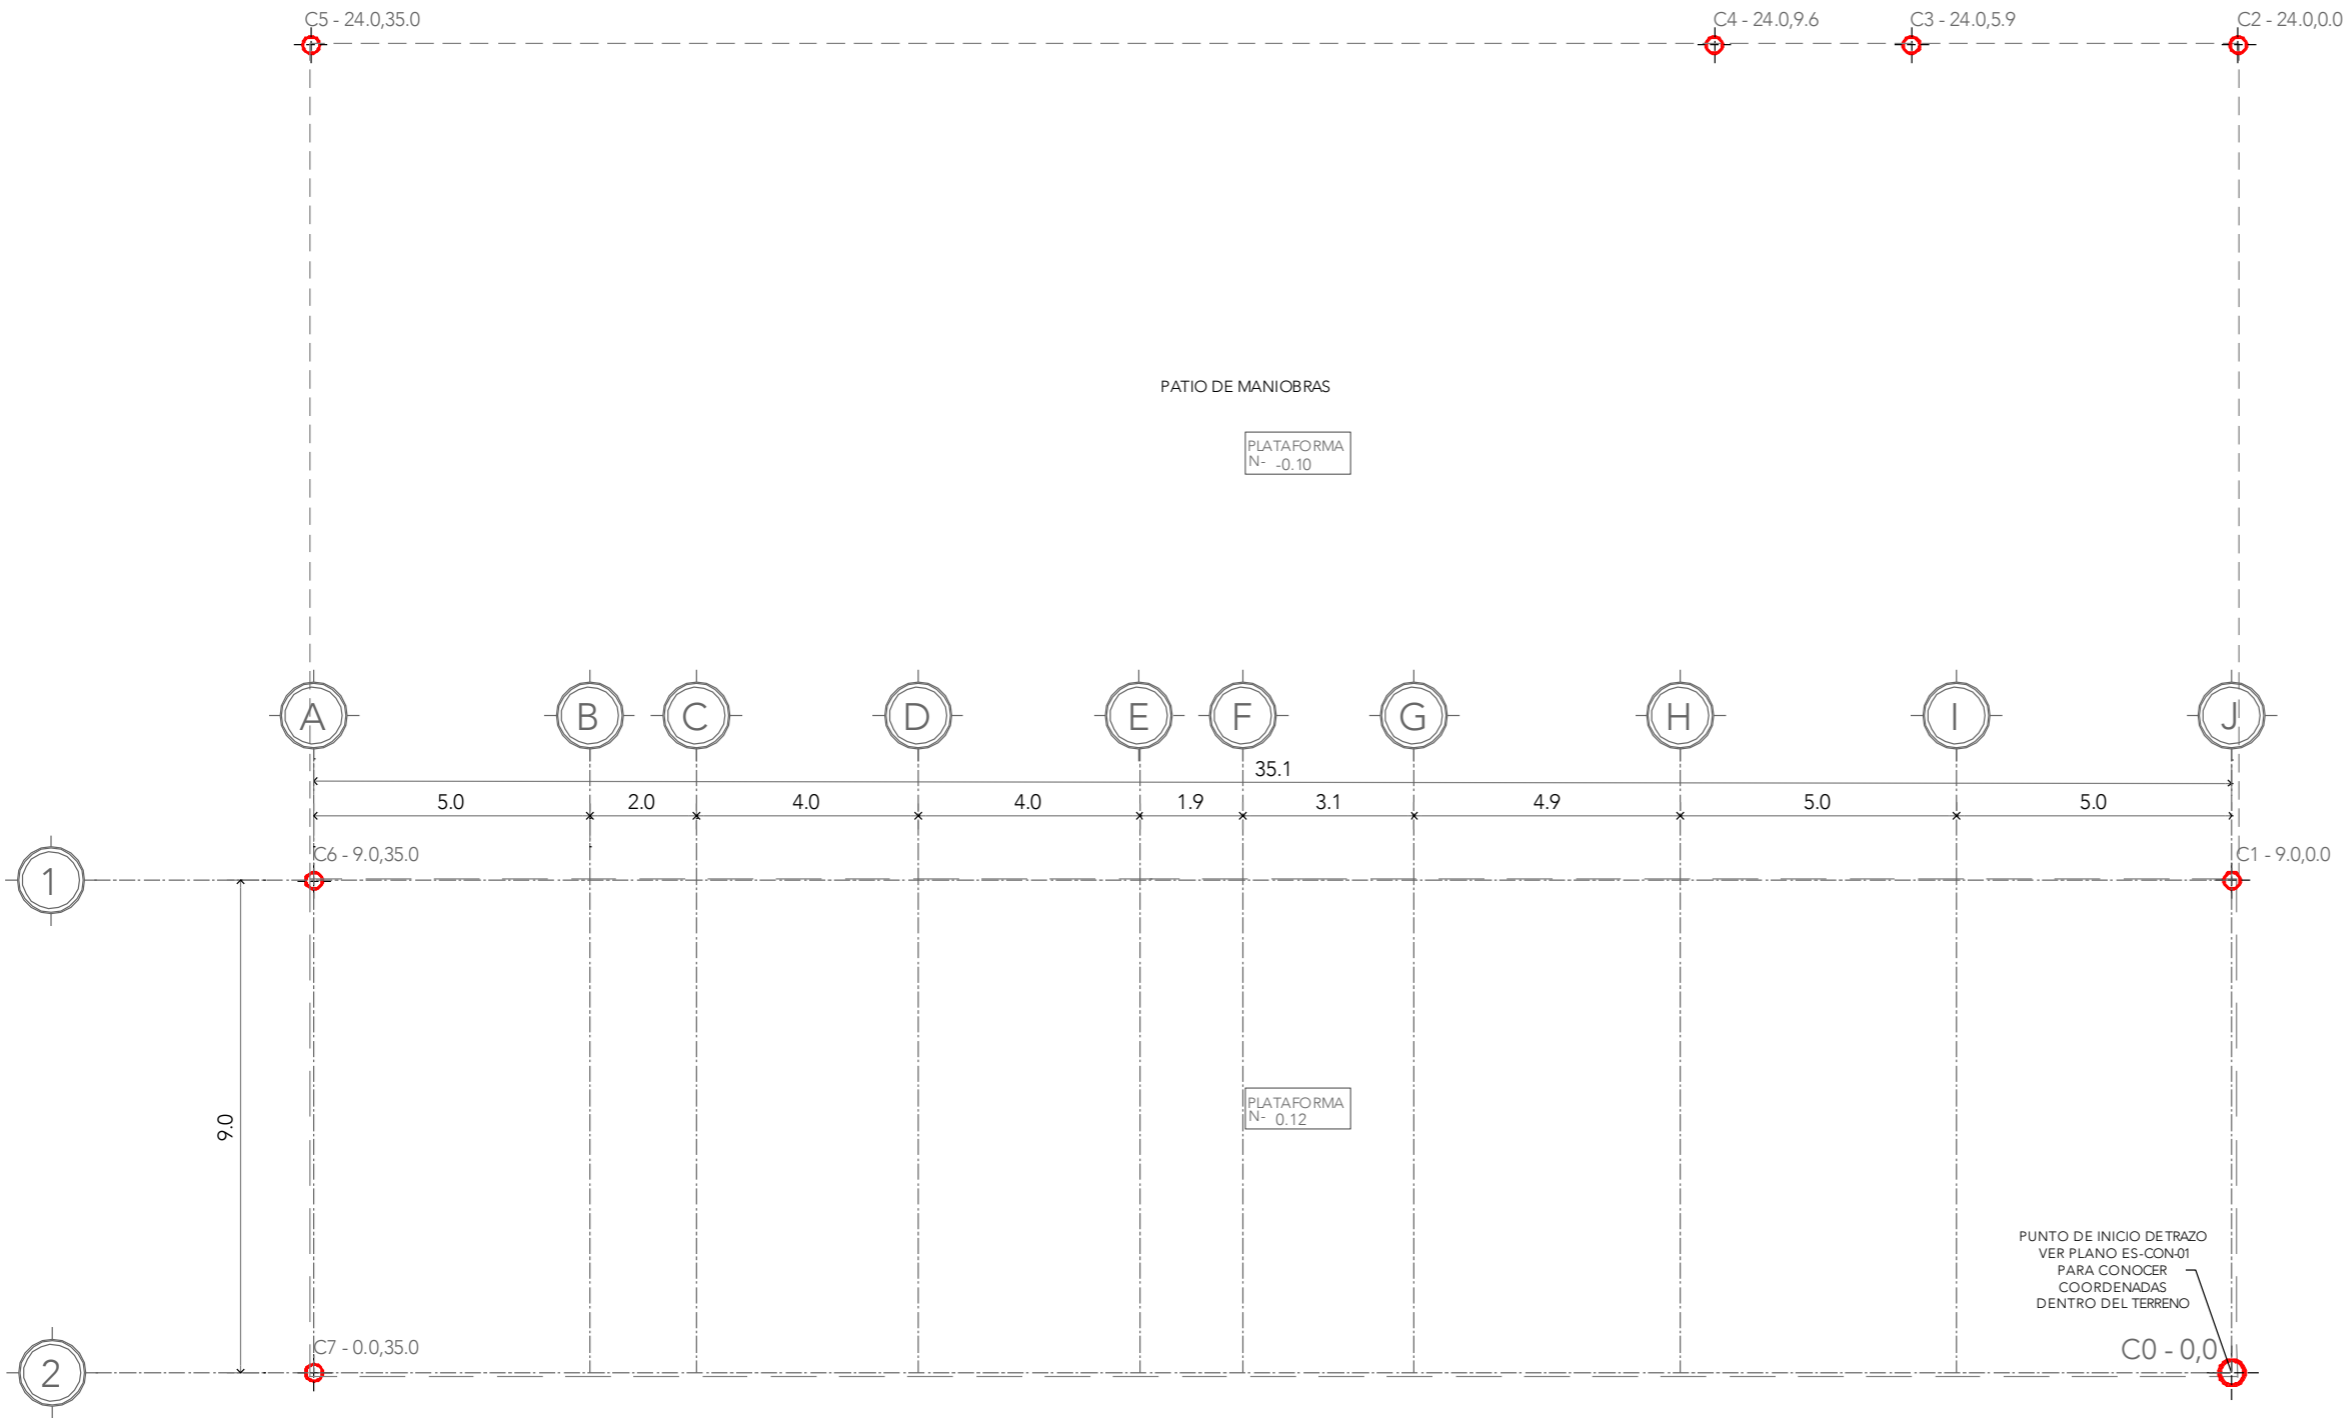 C5 - 24.0,35.0
C4 - 24.0,9.6
C3 - 24.0,5.9
C2 - 24.0,0.0
PATIO DE MANIOBRAS
PLATAFORMA
N- -0.10
A
B
C
D
E
F
G
H
I
J
35.1
5.0
2.0
4.0
4.0
1.9
3.1
4.9
5.0
5.0
C6 - 9.0,35.0
C1 - 9.0,0.0
1
9.0
PLATAFORMA
N- 0.12
PUNTO DE INICIO DE TRAZO
VER PLANO ES-CON-01
PARA CONOCER
COORDENADAS
DENTRO DEL TERRENO
C7 - 0.0,35.0
C0 - 0,0
2